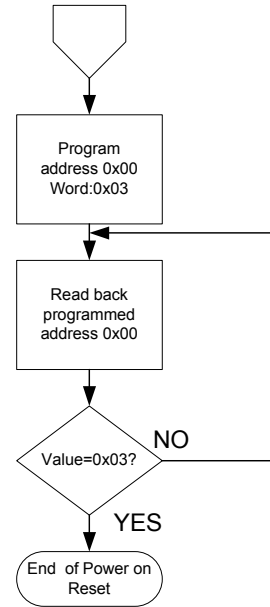 Program
address 0x00
Word:0x03
Read back
programmed
address 0x00
Value=0x03?
NO
YES
End of Power on
Reset